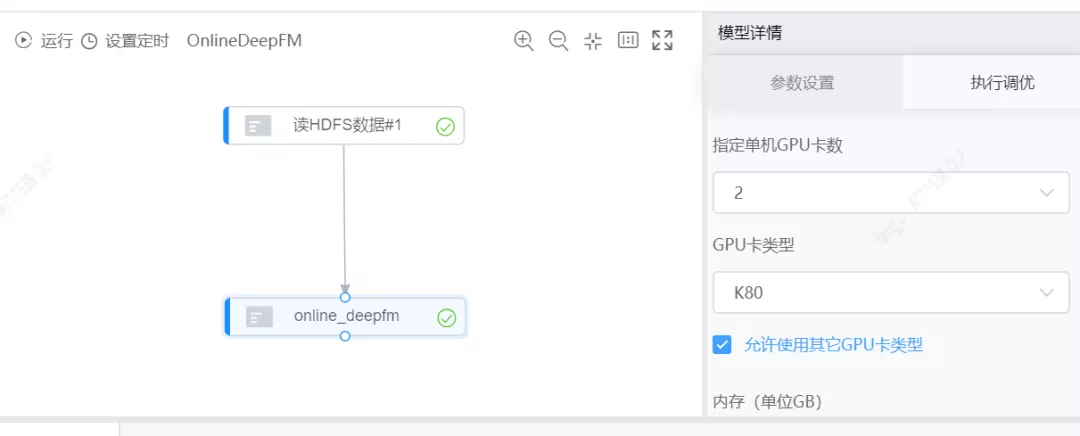 运行 设置定时 OnlineDeepFM
读HDFS数据#1
online_deepfm
模型详情
参数设置 执行调优
指定单机GPU卡数
2
GPU卡类型
K80
允许使用其它GPU卡类型
内存（单位GB）